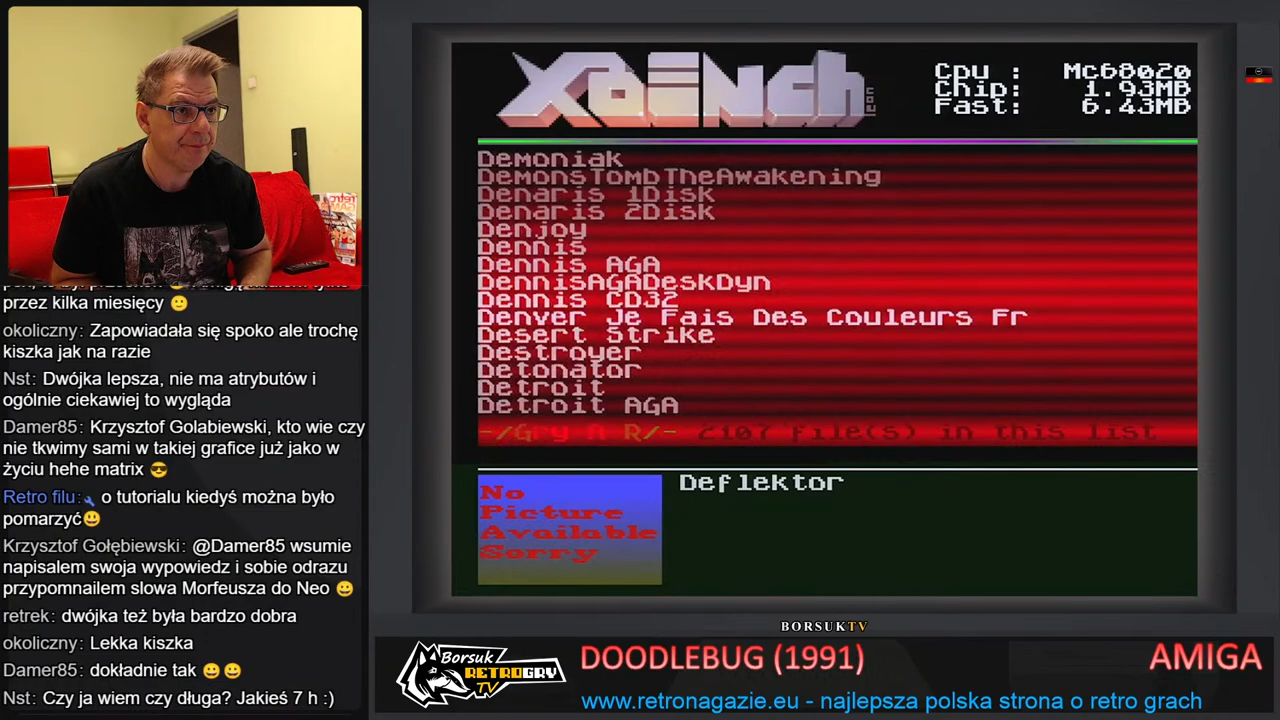 przez kilka miesięcy 🙂
okoliczny: Zapowiadała się spoko ale trochę
kiszka jak na razie
Nst: Dwójka lepsza, nie ma atrybutów i
ogólnie ciekawiej to wygląda
Damer85: Krzysztof Golabiewski, kto wie czy
nie tkwimy sami w takiej grafice już jako w
życiu hehe matrix 😎
Retro filu: 🔧 o tutorialu kiedyś można było
pomarzyć😃
Krzysztof Gołębiewski: @Damer85 wsumie
napisalem swoja wypowiedz i sobie odrazu
przypomnailem slowa Morfeusza do Neo 😀
retrek: dwójka też była bardzo dobra
okoliczny: Lekka kiszka
Damer85: dokładnie tak 😀😀
Nst: Czy ja wiem czy długa? Jakieś 7 h :)
XBENCh
Cpu : Mc68020
Chip: 1.93MB
Fast: 6.43MB
Demoniak
DemonsTombTheAwakening
Denaris 1Disk
Denaris 2Disk
Denjoy
Dennis
Dennis AGA
DennisAGADeskDyn
Dennis CD32
Denver Je Fais Des Couleurs Fr
Desert Strike
Destroyer
Detonator
Detroit
Detroit AGA
2107 file(s) in this list
No
Picture
Available
Sorry
Deflektor
BORSUKTV
Borsuk
RETROGRY
TV
DOODLEBUG (1991)
AMIGA
www.retronagazie.eu - najlepsza polska strona o retro grach